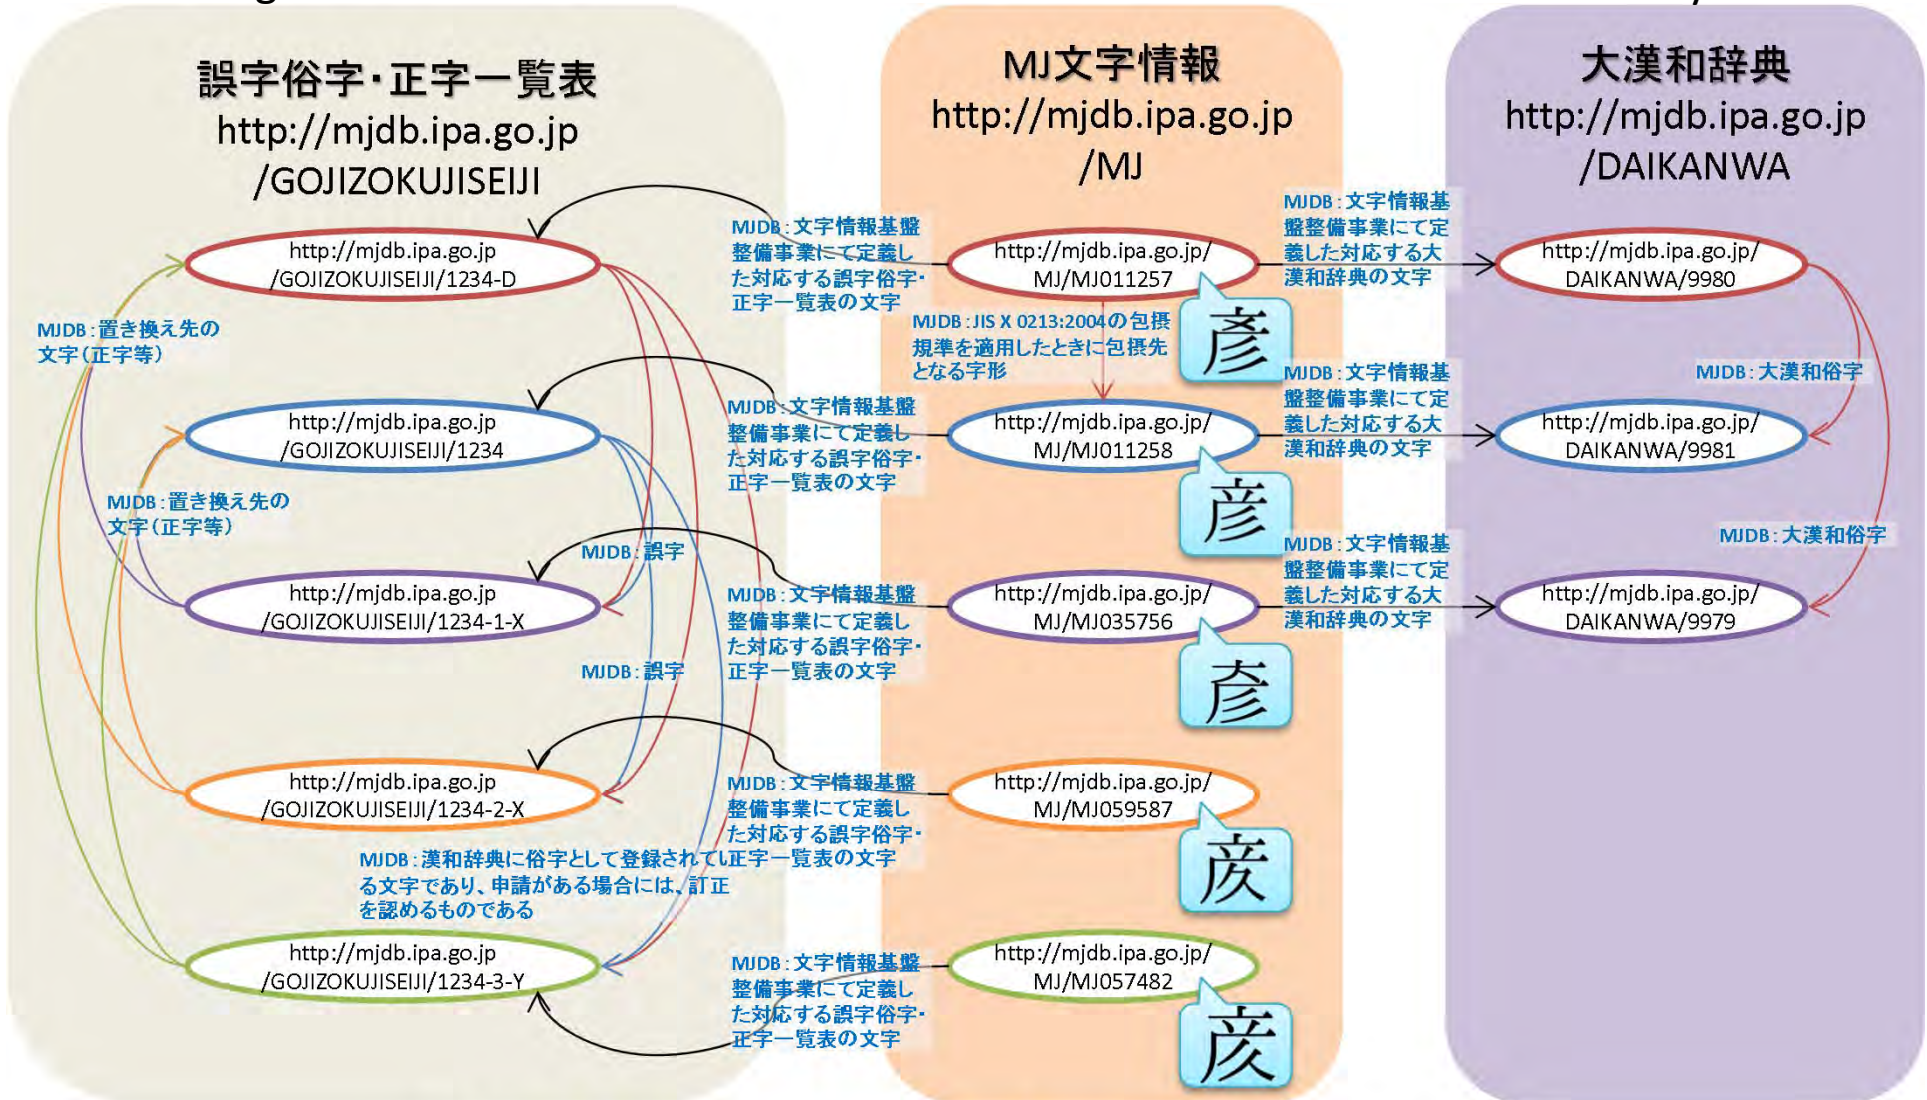 誤字俗字・正字一覧表
http://mjdb.ipa.go.jp
/GOJIZOKUJISEIJI
http://mjdb.ipa.go.jp
/GOJIZOKUJISEIJI/1234-D
MJDB：置き換え先の
文字（正字等）
http://mjdb.ipa.go.jp
/GOJIZOKUJISEIJI/1234
MJDB：置き換え先の
文字（正字等）
MJDB：誤字
http://mjdb.ipa.go.jp
/GOJIZOKUJISEIJI/1234-1-X
MJDB：誤字
http://mjdb.ipa.go.jp
/GOJIZOKUJISEIJI/1234-2-X
MJDB：漢和辞典に俗字として登録されてい
る文字であり、申請がある場合には、訂正
を認めるものである
http://mjdb.ipa.go.jp
/GOJIZOKUJISEIJI/1234-3-Y
MJDB：文字情報基盤
整備事業にて定義し
た対応する誤字俗字・
正字一覧表の文字
MJDB：文字情報基盤
整備事業にて定義し
た対応する誤字俗字・
正字一覧表の文字
MJDB：文字情報基盤
整備事業にて定義し
た対応する誤字俗字・
正字一覧表の文字
MJDB：文字情報基盤
整備事業にて定義し
た対応する誤字俗字・
正字一覧表の文字
MJDB：文字情報基盤
整備事業にて定義し
た対応する誤字俗字・
正字一覧表の文字
MJ文字情報
http://mjdb.ipa.go.jp
/MJ
http://mjdb.ipa.go.jp/
MJ/MJ011257
彥
MJDB：JIS X 0213:2004の包摂
規準を適用したときに包摂先
となる字形
http://mjdb.ipa.go.jp/
MJ/MJ011258
彦
http://mjdb.ipa.go.jp/
MJ/MJ035756
http://mjdb.ipa.go.jp/
MJ/MJ059587
http://mjdb.ipa.go.jp/
MJ/MJ057482
MJDB：文字情報基
盤整備事業にて定
義した対応する大
漢和辞典の文字
MJDB：文字情報基
盤整備事業にて定
義した対応する大
漢和辞典の文字
MJDB：文字情報基
盤整備事業にて定
義した対応する大
漢和辞典の文字
大漢和辞典
http://mjdb.ipa.go.jp
/DAIKANWA
http://mjdb.ipa.go.jp/
DAIKANWA/9980
MJDB：大漢和俗字
http://mjdb.ipa.go.jp/
DAIKANWA/9981
MJDB：大漢和俗字
http://mjdb.ipa.go.jp/
DAIKANWA/9979